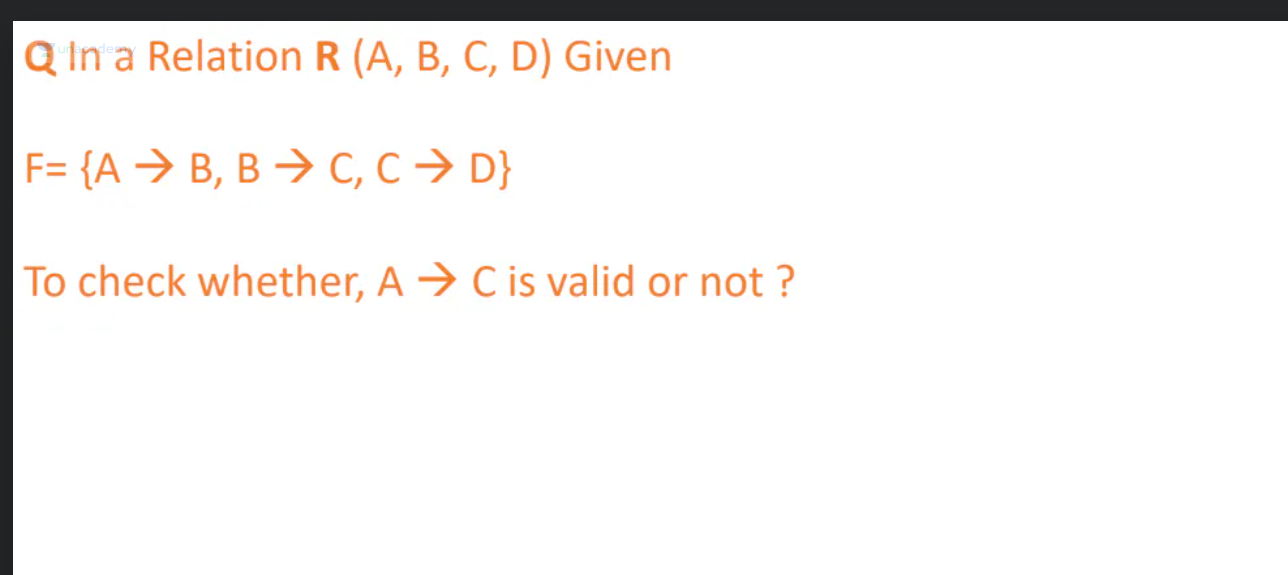 Q In a Relation R (A, B, C, D) Given
unacademy
F= {A → B, B → C, C → D}
To check whether, A → C is valid or not ?